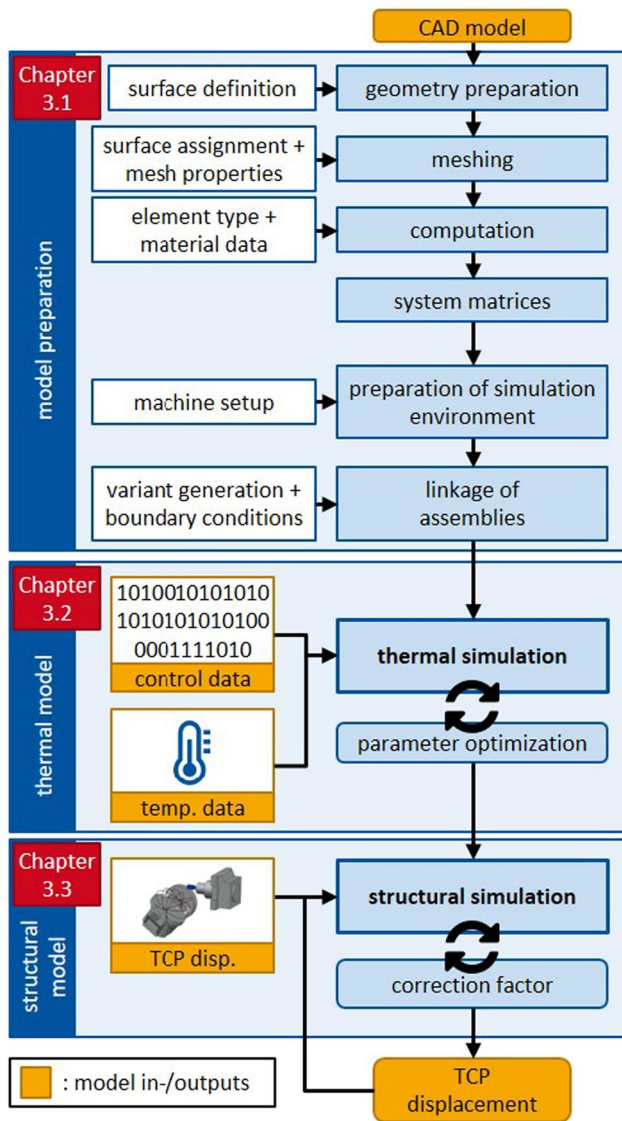 CAD model
Chapter
3.1
surface definition
geometry preparation
surface assignment +
mesh properties
meshing
element type +
material data
computation
system matrices
model preparation
machine setup
preparation of simulation
environment
variant generation +
boundary conditions
linkage of
assemblies
Chapter
3.2
1010010101010
1010101010100
0001111010
control data
thermal simulation
thermal model
parameter optimization
temp. data
Chapter
3.3
structural simulation
TCP disp.
structural
model
correction factor
: model in-/outputs
TCP
displacement